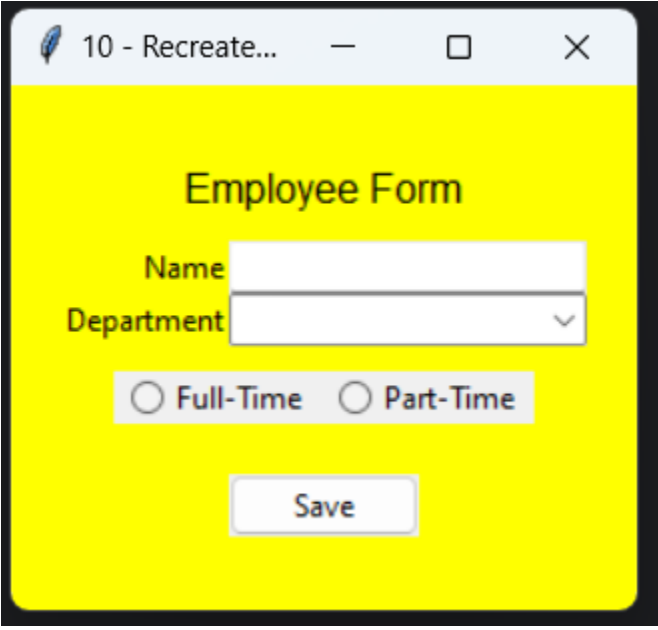 10 - Recreate...
Employee Form
Name
Department
Full-Time Part-Time
Save